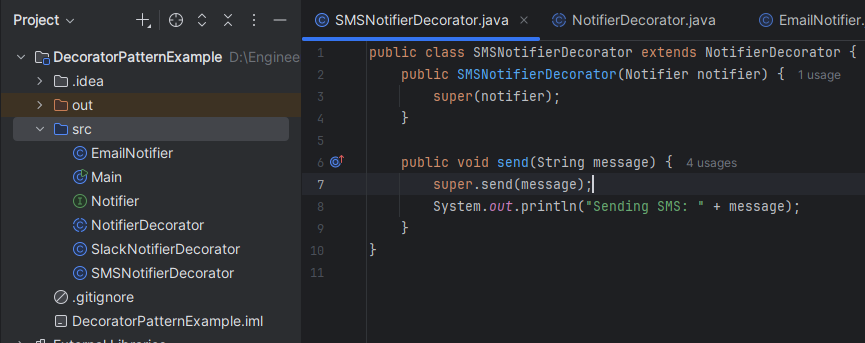 Project
DecoratorPatternExample D:\Enginee
.idea
out
src
EmailNotifier
Main
Notifier
NotifierDecorator
SlackNotifierDecorator
SMSNotifierDecorator
.gitignore
DecoratorPatternExample.iml
External Libraries
SMSNotifierDecorator.java NotifierDecorator.java EmailNotifier.
1 public class SMSNotifierDecorator extends NotifierDecorator {
2 public SMSNotifierDecorator(Notifier notifier) { 1 usage
3 super(notifier);
4 }
5
6 public void send(String message) { 4 usages
7 super.send(message);
8 System.out.println("Sending SMS: " + message);
9 }
10 }
11